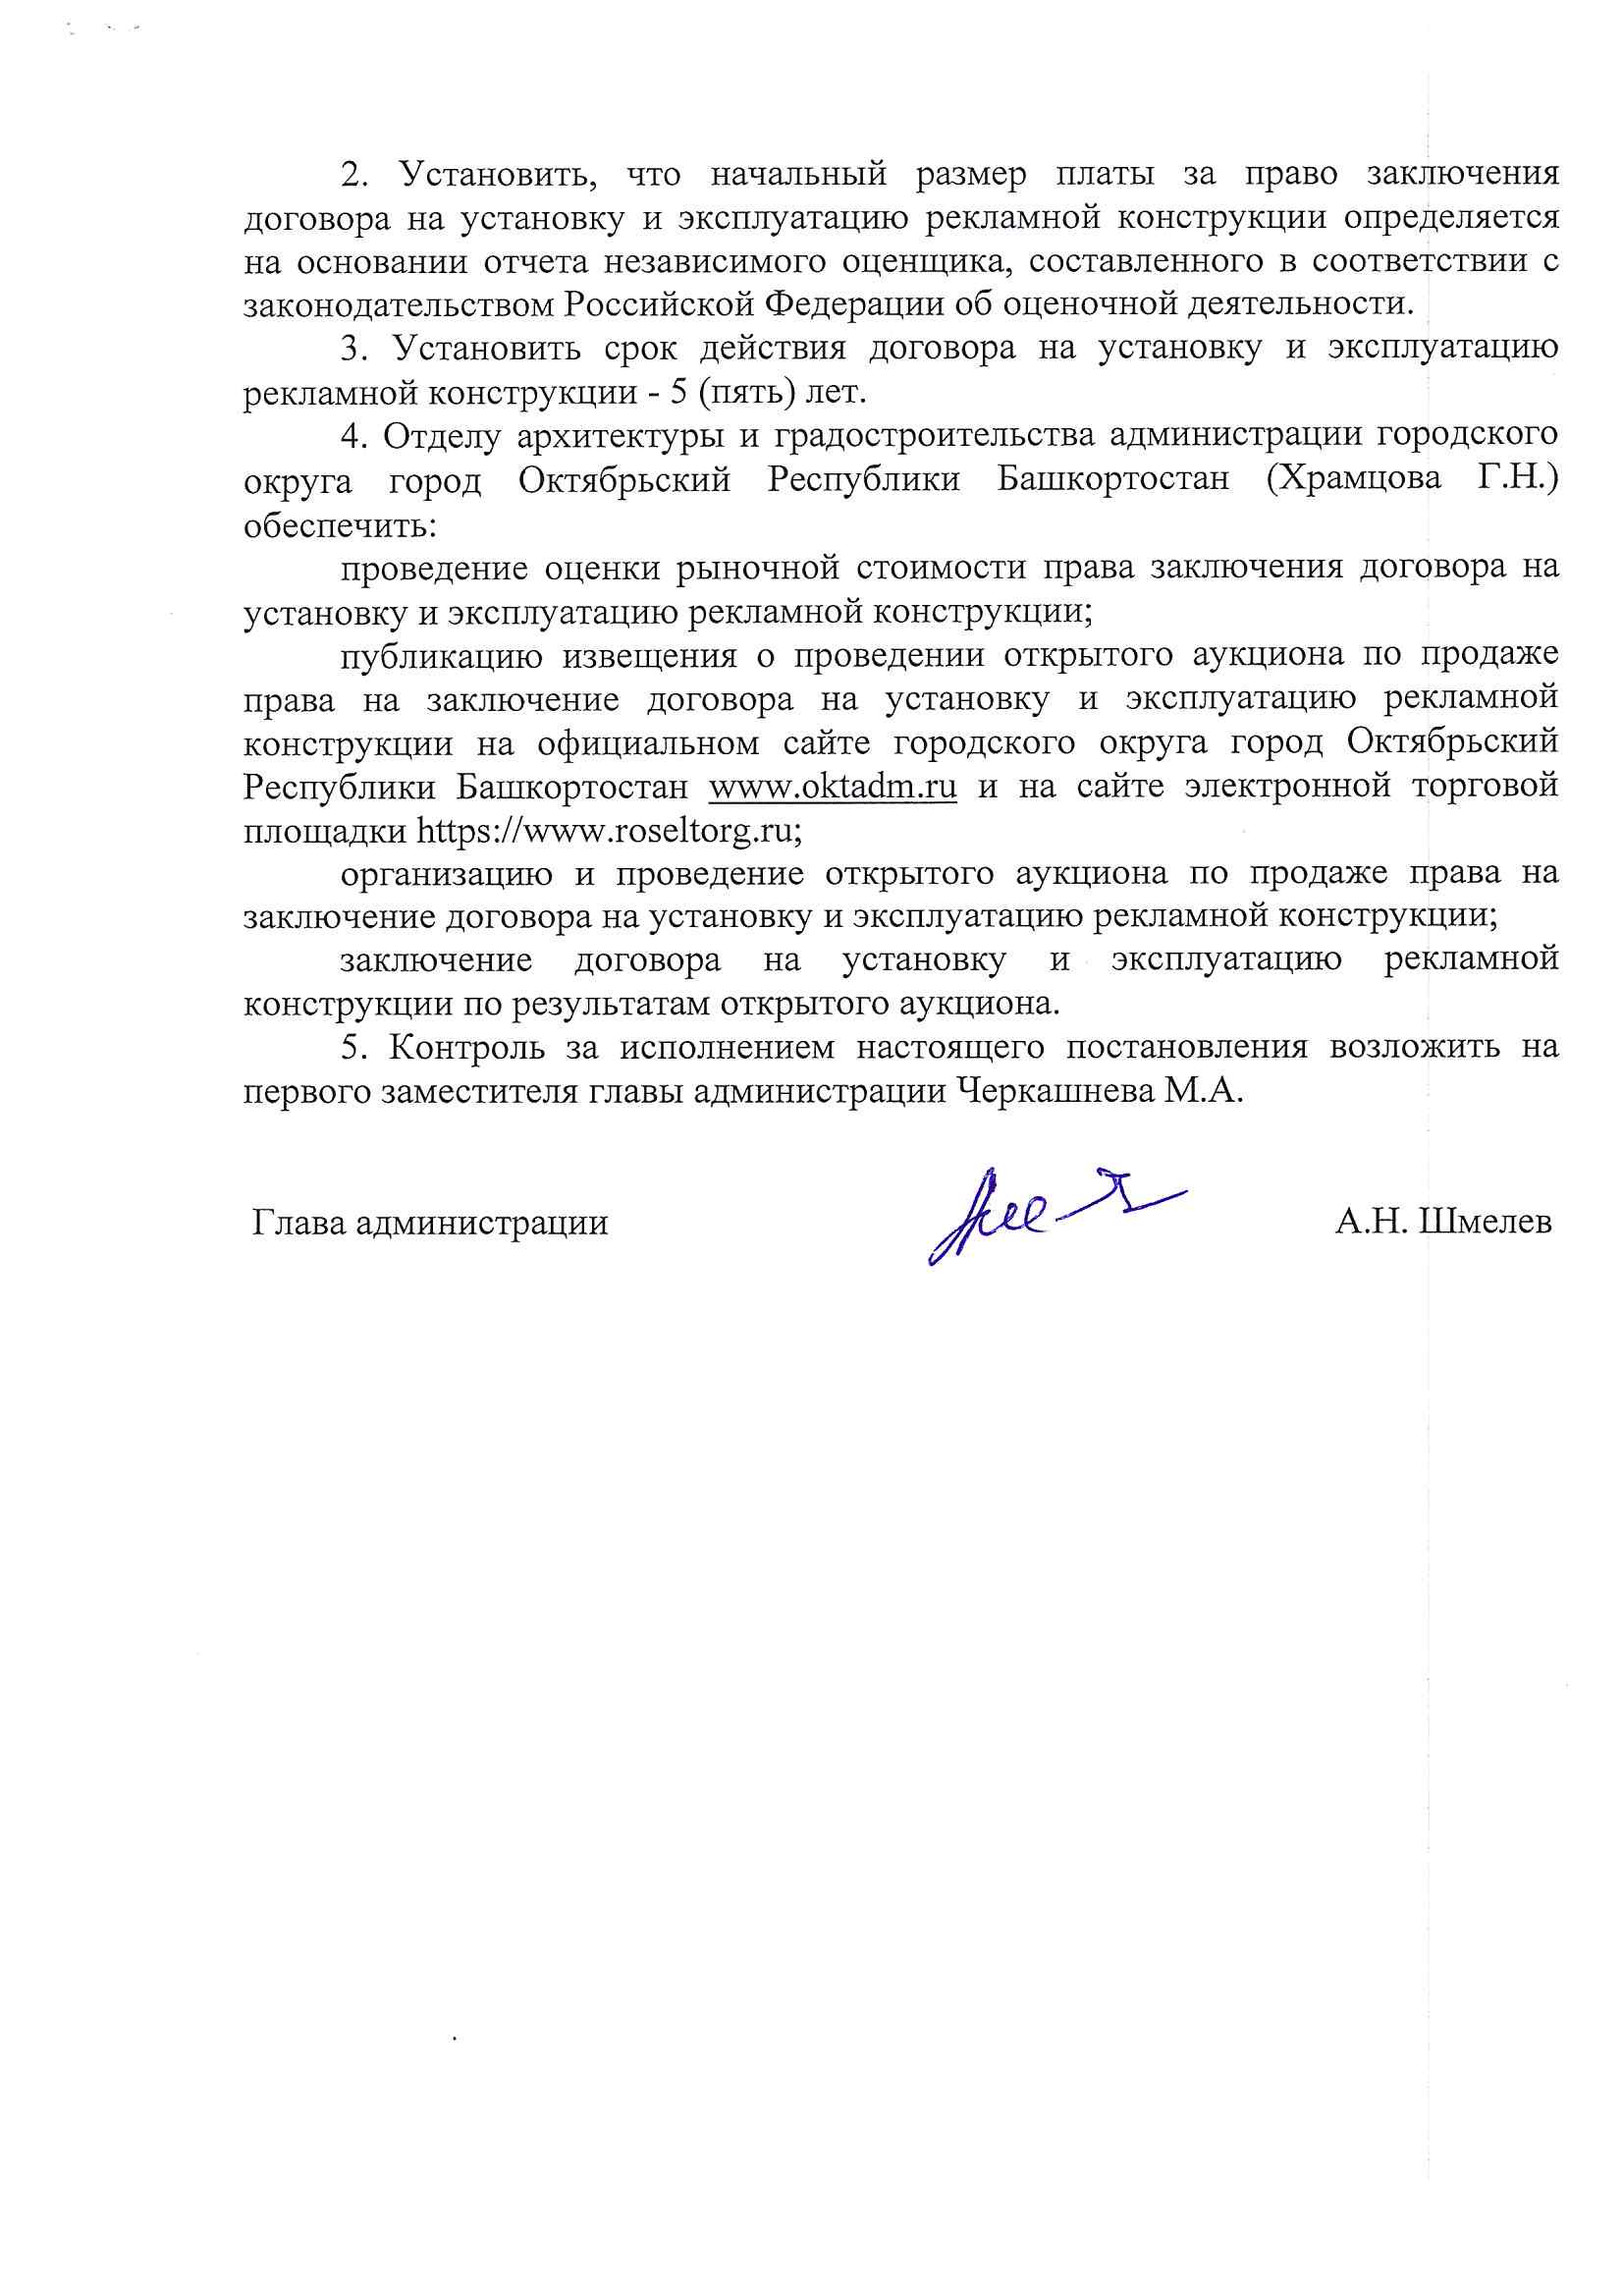 2. Установить, что начальный размер платы за право заключения
договора на установку и эксплуатацию рекламной конструкции определяется
на основании отчета независимого оценщика, составленного в соответствии с
законодательством Российской Федерации об оценочной деятельности.
3. Установить срок действия договора на установку и эксплуатацию
рекламной конструкции - 5 (пять) лет.
4. Отделу архитектуры и градостроительства администрации городского
округа город Октябрьский Республики Башкортостан (Храмцова Г.Н.)
обеспечить:
проведение оценки рыночной стоимости права заключения договора на
установку и эксплуатацию рекламной конструкции;
публикацию извещения о проведении открытого аукциона по продаже
права на заключение договора на установку и эксплуатацию рекламной
конструкции на официальном сайте городского округа город Октябрьский
Республики Башкортостан www.oktadm.ru и на сайте электронной торговой
площадки https://www.roseltorg.ru;
организацию и проведение открытого аукциона по продаже права на
заключение договора на установку и эксплуатацию рекламной конструкции;
заключение договора на установку и эксплуатацию рекламной
конструкции по результатам открытого аукциона.
5. Контроль за исполнением настоящего постановления возложить на
первого заместителя главы администрации Черкашнева М.А.
Глава администрации А.Н. Шмелев